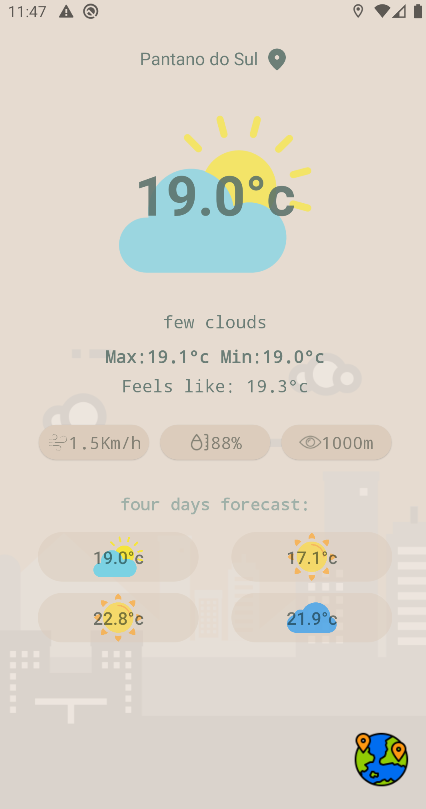 11:47
Pantano do Sul
19.0°c
few clouds
Max:19.1°c Min:19.0°c
Feels like: 19.3°c
1.5Km/h 88% 1000m
four days forecast:
19.0°c 17.1°c
22.8°c 21.9°c